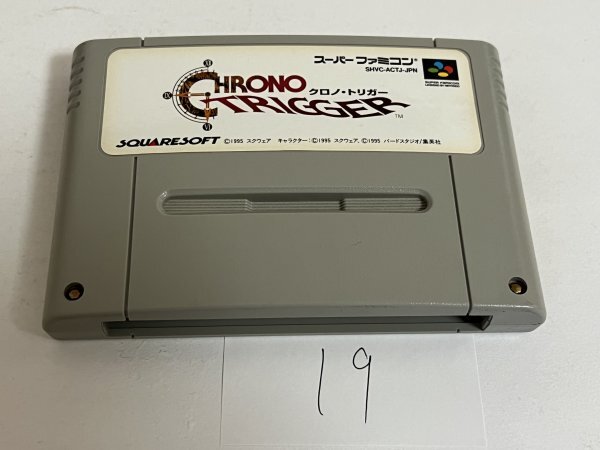 スーパーファミコン®
SHVC-ACTJ-JPN
CHRONO
クロノ・トリガー
TRIGGER™
SQUARESOFT ©1995 スクウェア キャラクター:©1995 スクウェア, ©1995 バードスタジオ/集英社
19